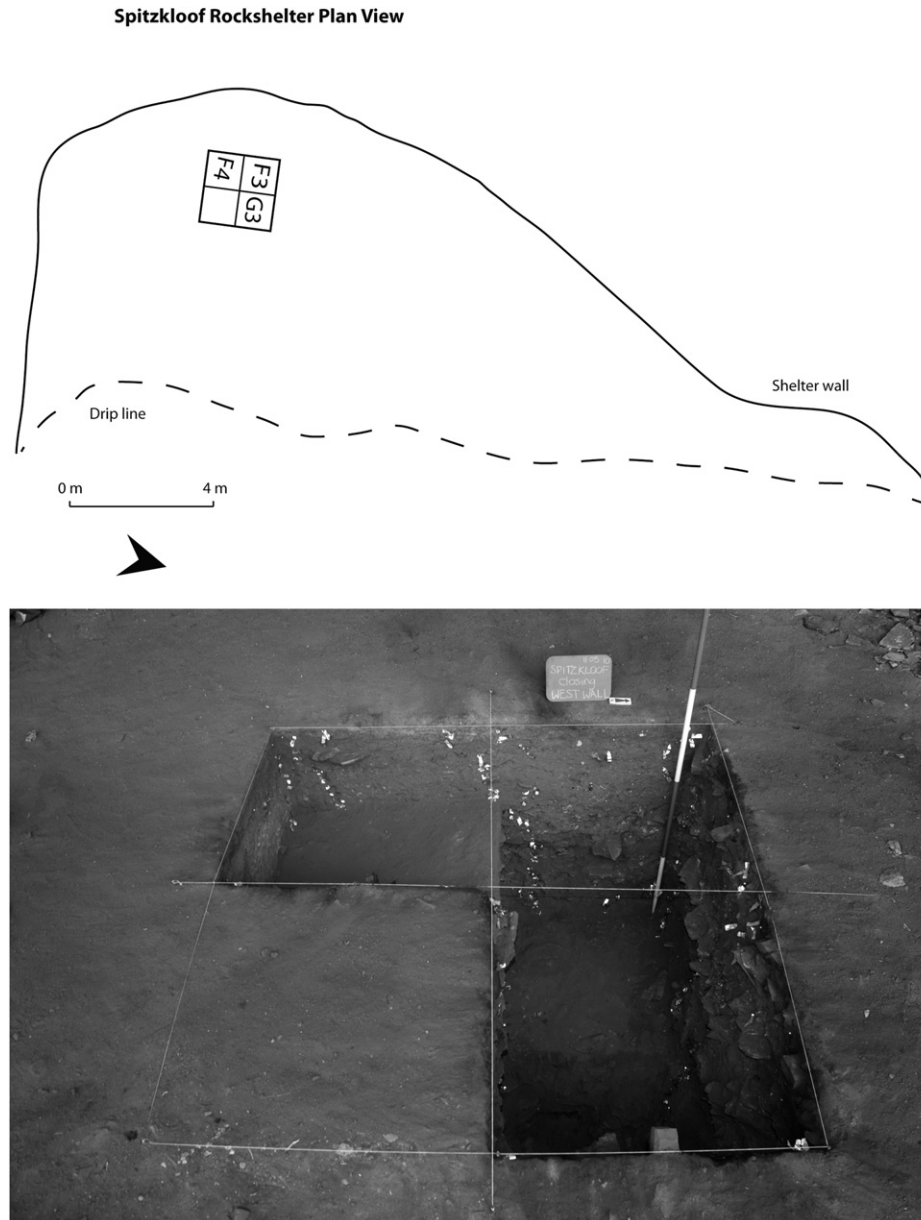 Spitzkloof Rockshelter Plan View
F4
F3
G3
Shelter wall
Drip line
0 m
4 m
SPITZKLOOF
Closing
WEST WALL